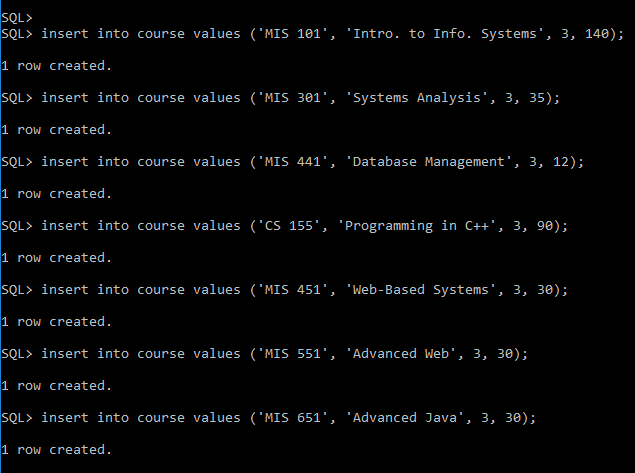 SQL>
SQL> insert into course values ('MIS 101', 'Intro. to Info. Systems', 3, 140);
1 row created.
SQL> insert into course values ('MIS 301', 'Systems Analysis', 3, 35);
1 row created.
SQL> insert into course values ('MIS 441', 'Database Management', 3, 12);
1 row created.
SQL> insert into course values ('CS 155', 'Programming in C++', 3, 90);
1 row created.
SQL> insert into course values ('MIS 451', 'Web-Based Systems', 3, 30);
1 row created.
SQL> insert into course values ('MIS 551', 'Advanced Web', 3, 30);
1 row created.
SQL> insert into course values ('MIS 651', 'Advanced Java', 3, 30);
1 row created.